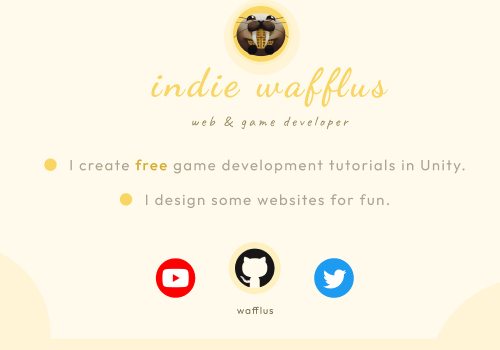 indie wafflus
web & game developer
I create free game development tutorials in Unity.
I design some websites for fun.
wafflus